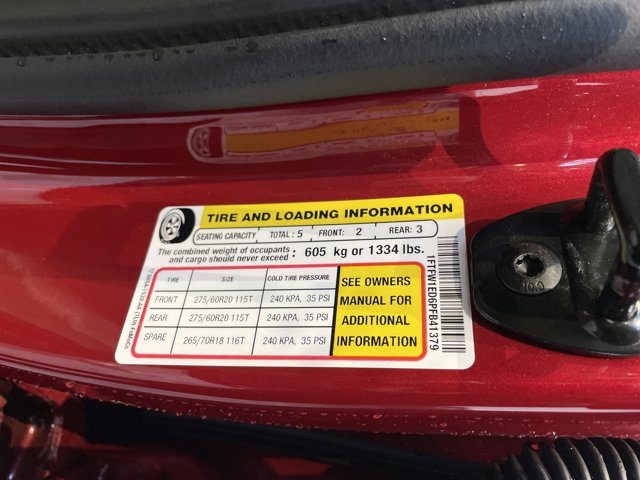 TIRE AND LOADING INFORMATION
SEATING CAPACITY TOTAL: 5 FRONT: 2 REAR: 3
The combined weight of occupants and cargo should never exceed : 605 kg or 1334 lbs.
TIRE SIZE COLD TIRE PRESSURE
FRONT 275/60R20 115T 240 KPA, 35 PSI
REAR 275/60R20 115T 240 KPA, 35 PSI
SPARE 265/70R18 116T 240 KPA, 35 PSI
SEE OWNERS
MANUAL FOR
ADDITIONAL
INFORMATION
1FTFW1E06PFB41379
100